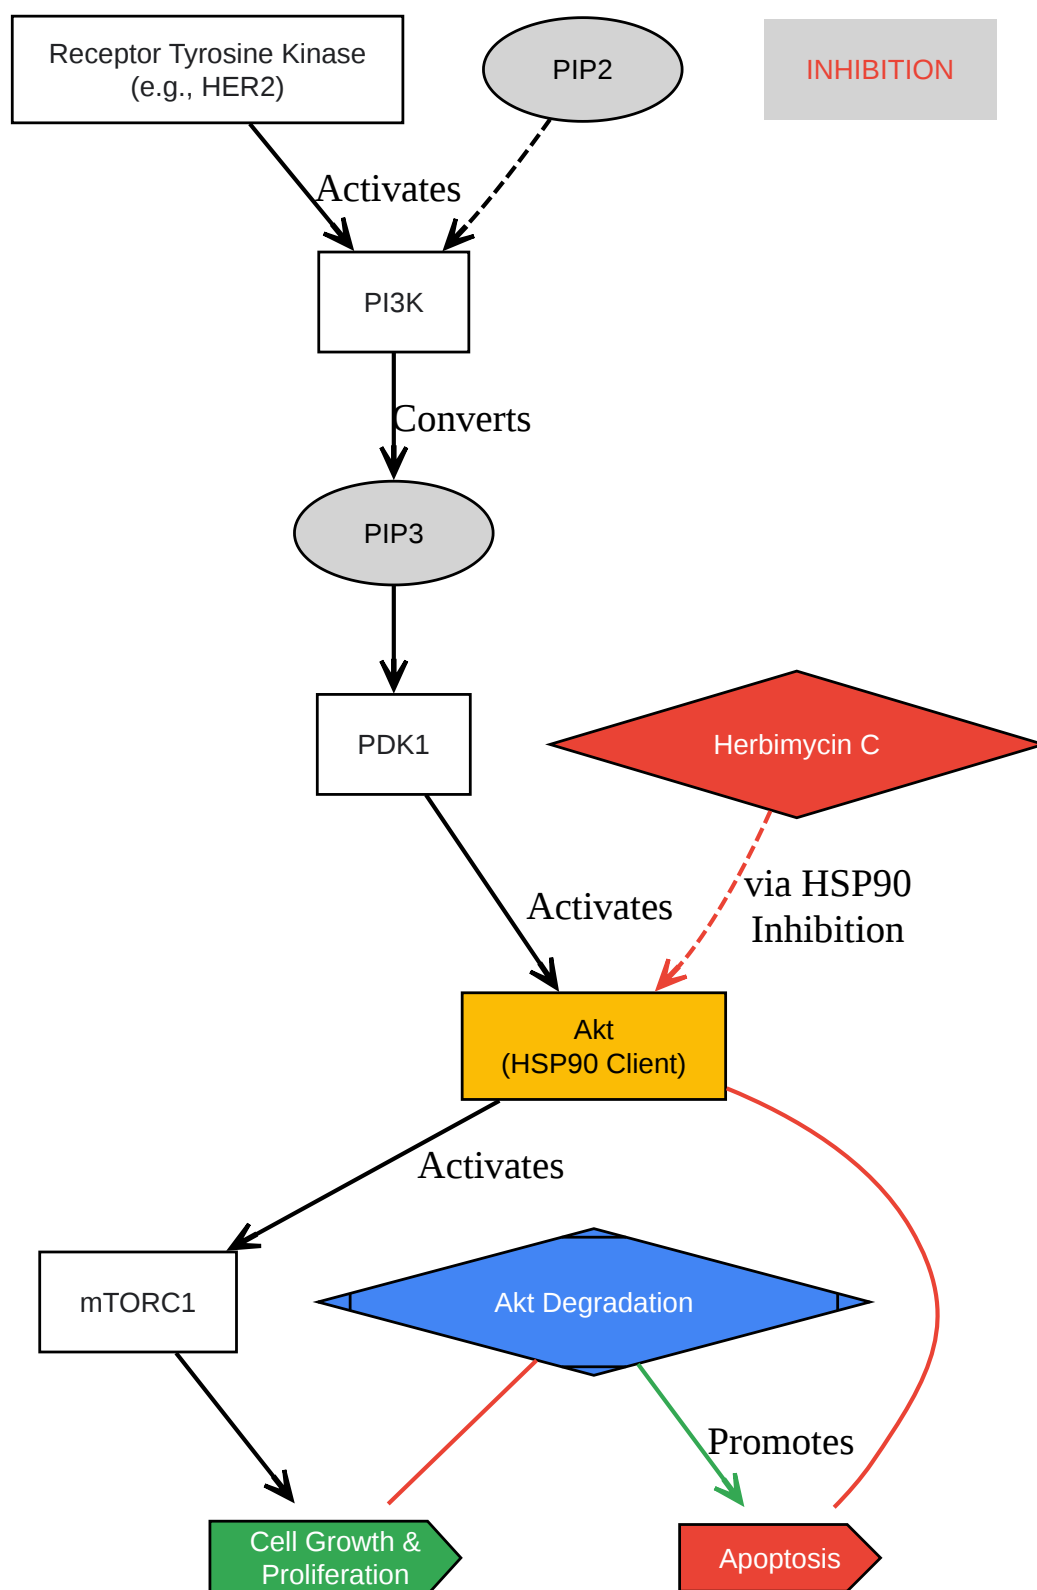 Receptor Tyrosine Kinase
(e.g., HER2)
PIP2
INHIBITION
Activates
PI3K
Converts
PIP3
PDK1
Herbimycin C
Activates
via HSP90
Inhibition
Akt
(HSP90 Client)
Activates
mTORC1
Akt Degradation
Promotes
Cell Growth &
Proliferation
Apoptosis